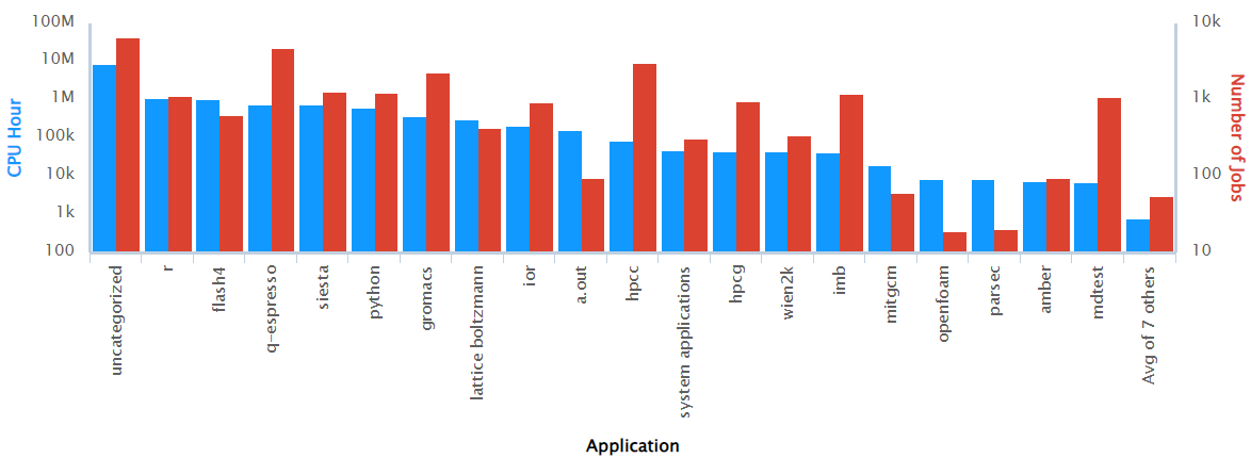 100M
10M
1M
100k
10k
1k
100
CPU Hour
10k
1k
100
10
Number of Jobs
uncategorized
r
flash4
q-espresso
siesta
python
gromacs
lattice boltzmann
ior
a.out
hpcc
system applications
hpcg
wien2k
imb
mitgcm
openfoam
parsec
amber
mdtest
Avg of 7 others
Application